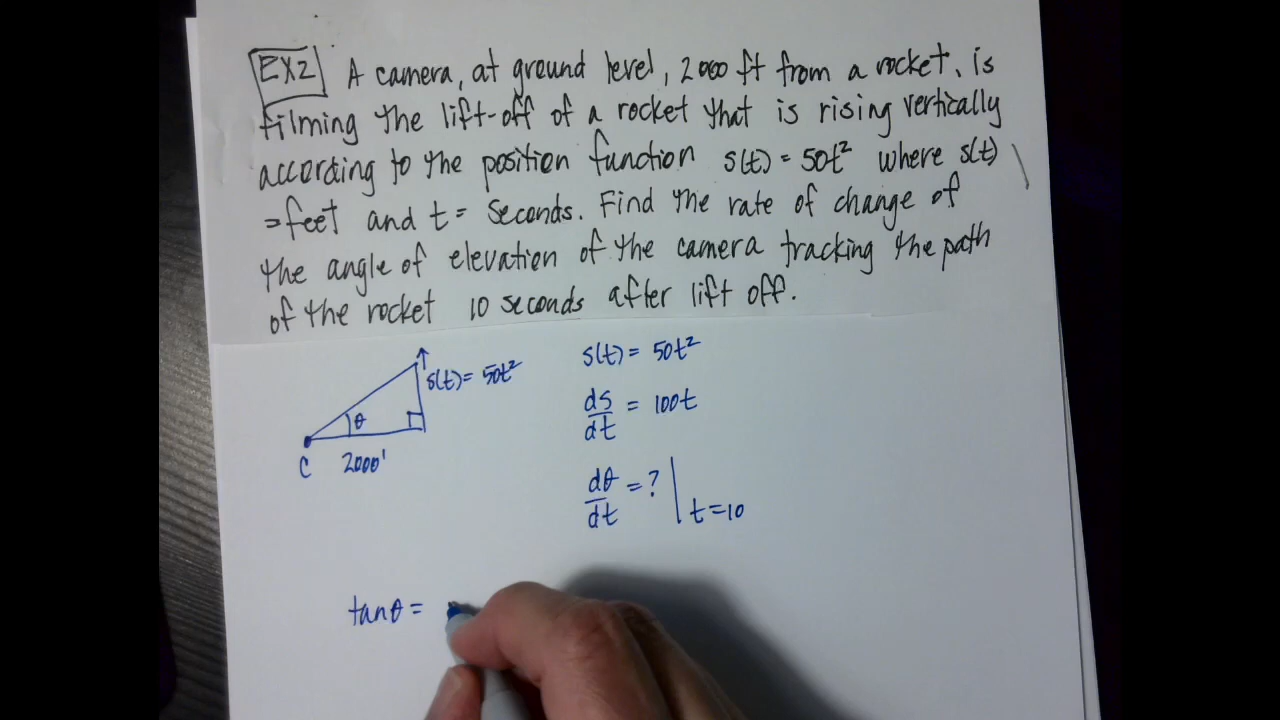 EX2 A camera, at ground level, 2000 ft from a rocket, is
filming the lift-off of a rocket that is rising vertically
according to the position function s(t) = 50t² where s(t)
=feet and t = seconds. Find the rate of change of
the angle of elevation of the camera tracking the path
of the rocket 10 seconds after lift off.
s(t) = 50t²
θ
C 2000'
s(t) = 50t²
ds/dt = 100t
dθ/dt = ? | t=10
tanθ =